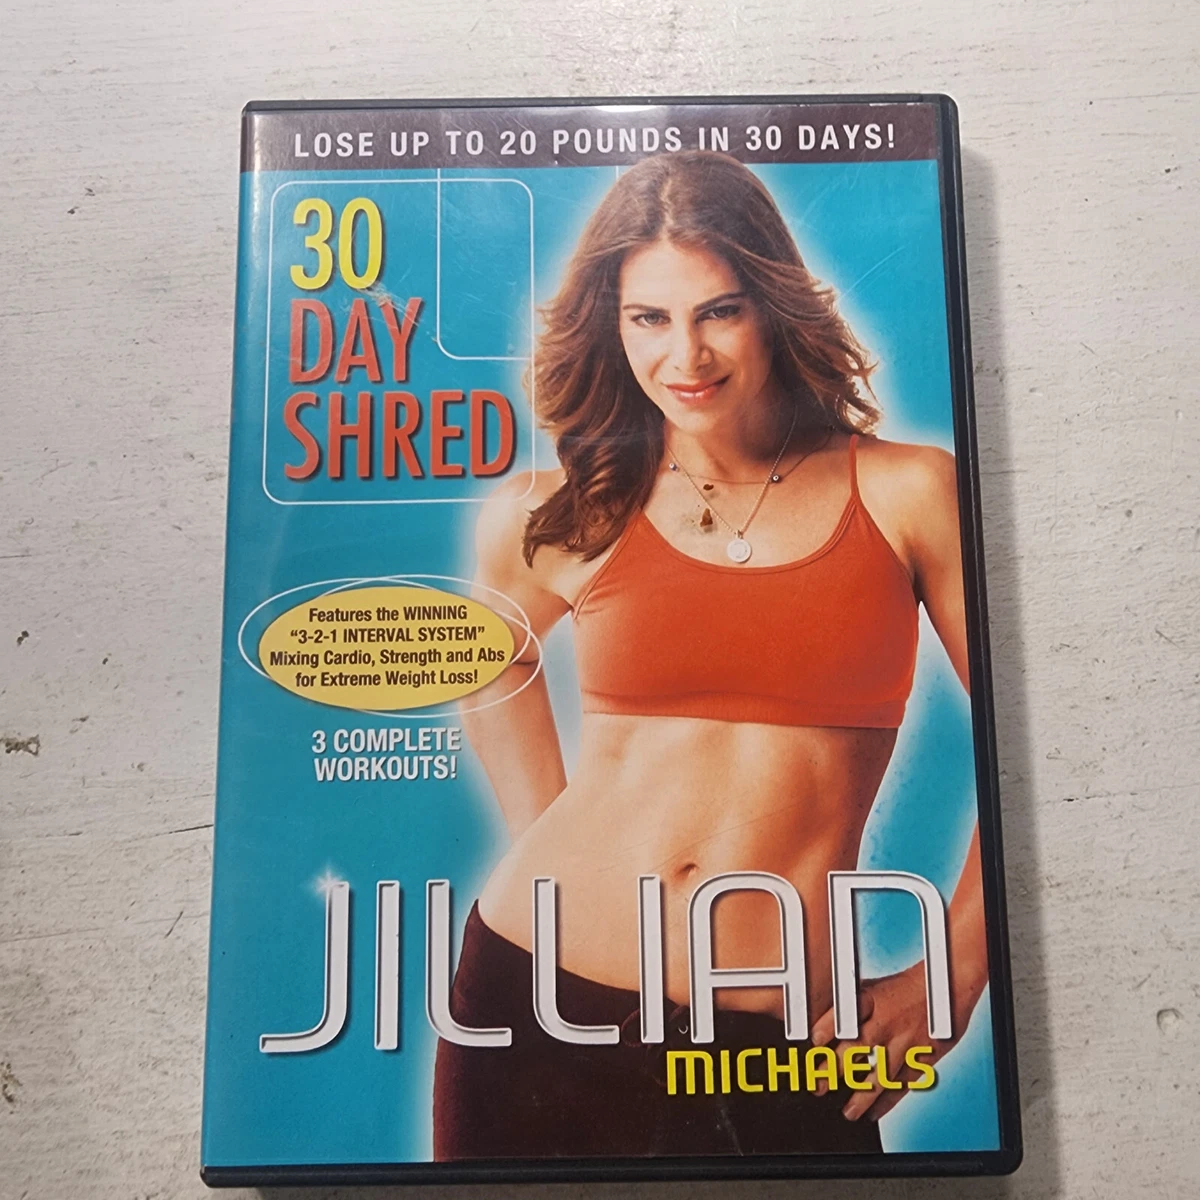 LOSE UP TO 20 POUNDS IN 30 DAYS!
30
DAY
SHRED
Features the WINNING
"3-2-1 INTERVAL SYSTEM"
Mixing Cardio, Strength and Abs
for Extreme Weight Loss!
3 COMPLETE
WORKOUTS!
JILLIAN
MICHAELS